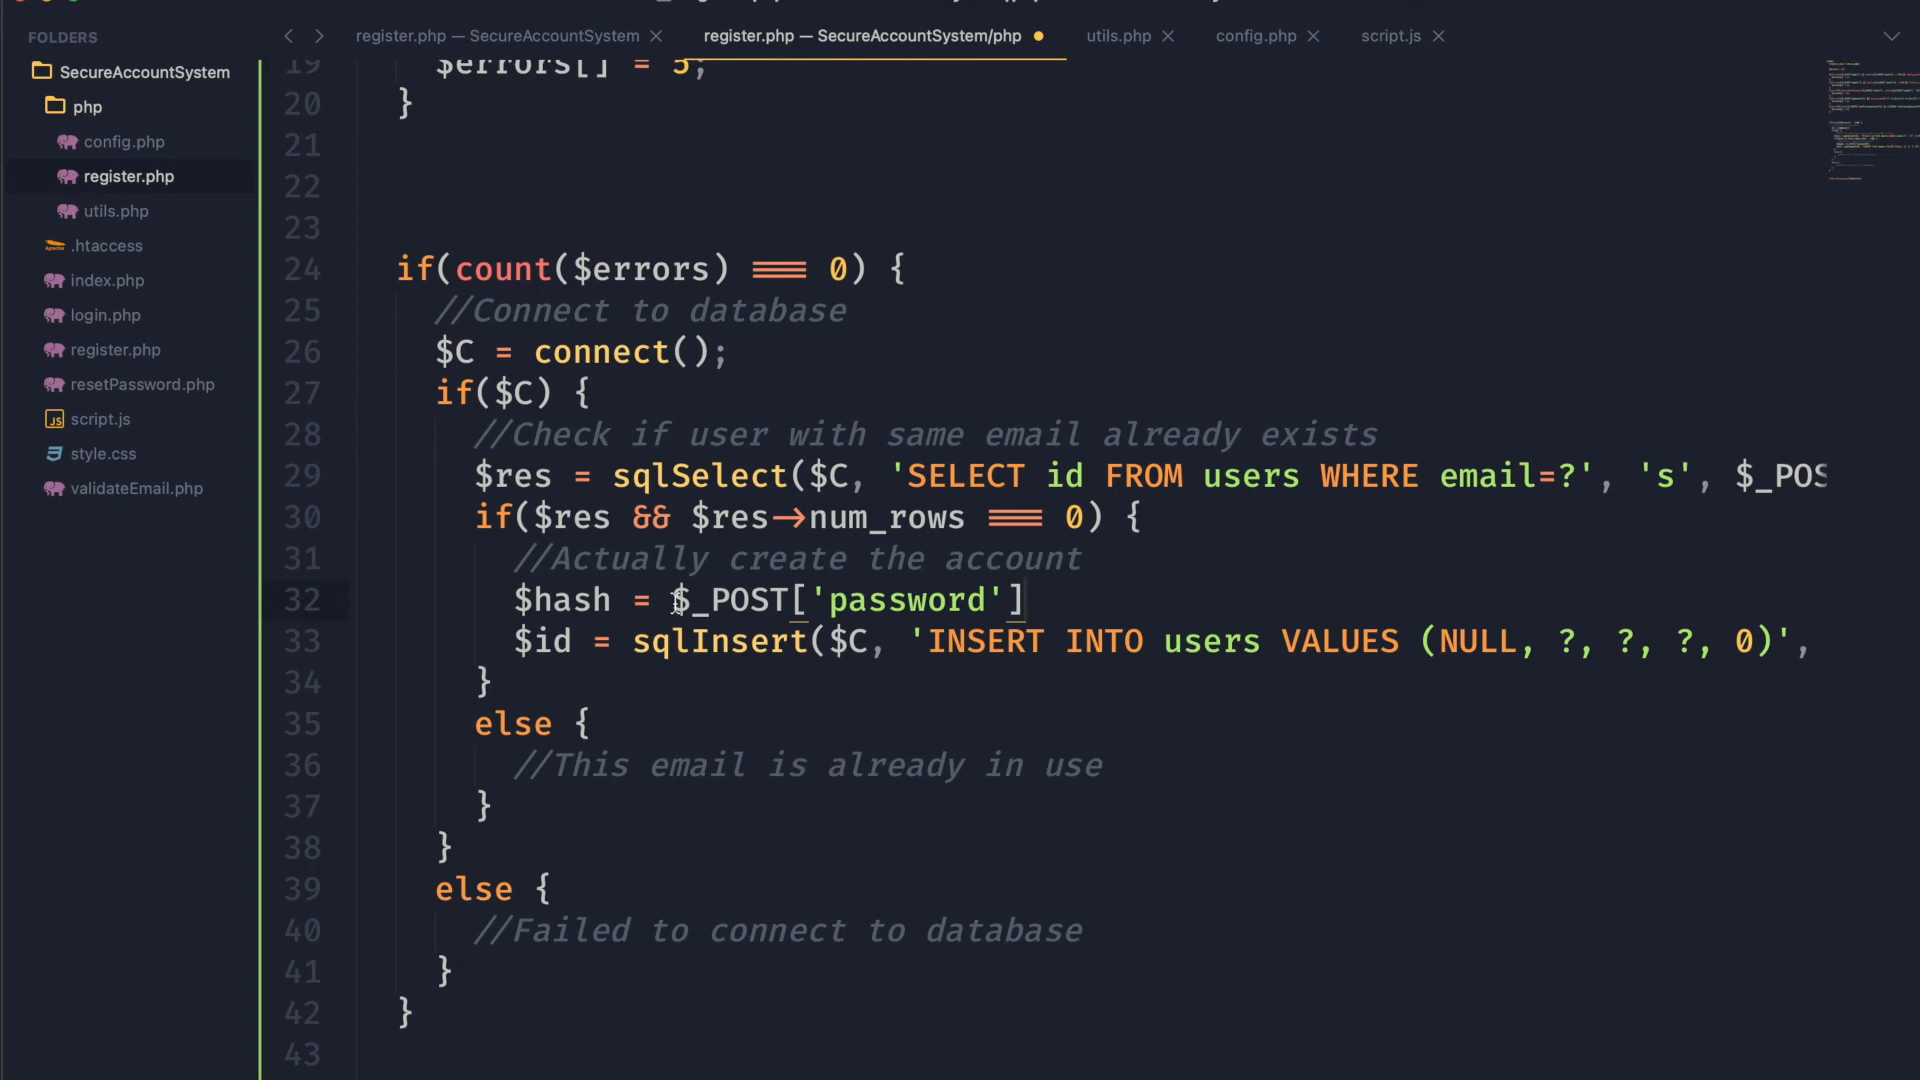 FOLDERS
SecureAccountSystem
php
config.php
register.php
utils.php
.htaccess
index.php
login.php
register.php
resetPassword.php
script.js
style.css
validateEmail.php
register.php — SecureAccountSystem
register.php — SecureAccountSystem/php
utils.php
config.php
script.js
19 $errors[] = 5;
20 }
21
22
23
24 if(count($errors) === 0) {
25 //Connect to database
26 $C = connect();
27 if($C) {
28 //Check if user with same email already exists
29 $res = sqlSelect($C, 'SELECT id FROM users WHERE email=?', 's', $_POS
30 if($res && $res->num_rows === 0) {
31 //Actually create the account
32 $hash = $_POST['password']
33 $id = sqlInsert($C, 'INSERT INTO users VALUES (NULL, ?, ?, ?, 0)',
34 }
35 else {
36 //This email is already in use
37 }
38 }
39 else {
40 //Failed to connect to database
41 }
42 }
43